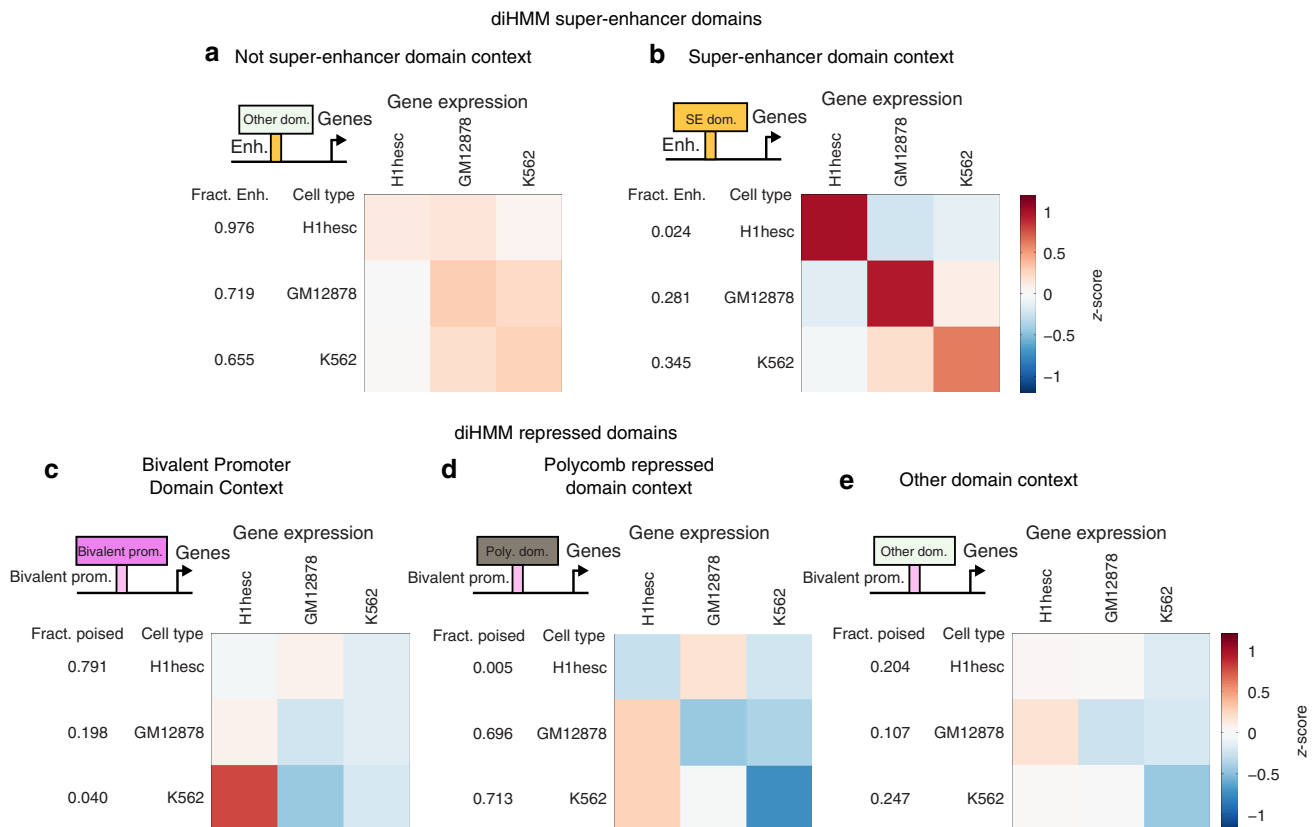 diHMM super-enhancer domains
a Not super-enhancer domain context
Other dom.
Genes
Enh.
Gene expression
H1hesc
GM12878
K562
Fract. Enh. Cell type
0.976 H1hesc
0.719 GM12878
0.655 K562
b Super-enhancer domain context
SE dom.
Genes
Enh.
Gene expression
H1hesc
GM12878
K562
Fract. Enh. Cell type
0.024 H1hesc
0.281 GM12878
0.345 K562
1
0.5
0
−0.5
−1
z-score
diHMM repressed domains
c Bivalent Promoter
Domain Context
Bivalent prom.
Genes
Bivalent prom.
Gene expression
H1hesc
GM12878
K562
Fract. poised Cell type
0.791 H1hesc
0.198 GM12878
0.040 K562
d Polycomb repressed
domain context
Poly. dom.
Genes
Bivalent prom.
Gene expression
H1hesc
GM12878
K562
Fract. poised Cell type
0.005 H1hesc
0.696 GM12878
0.713 K562
e Other domain context
Other dom.
Genes
Bivalent prom.
Gene expression
H1hesc
GM12878
K562
Fract. poised Cell type
0.204 H1hesc
0.107 GM12878
0.247 K562
1
0.5
0
−0.5
−1
z-score